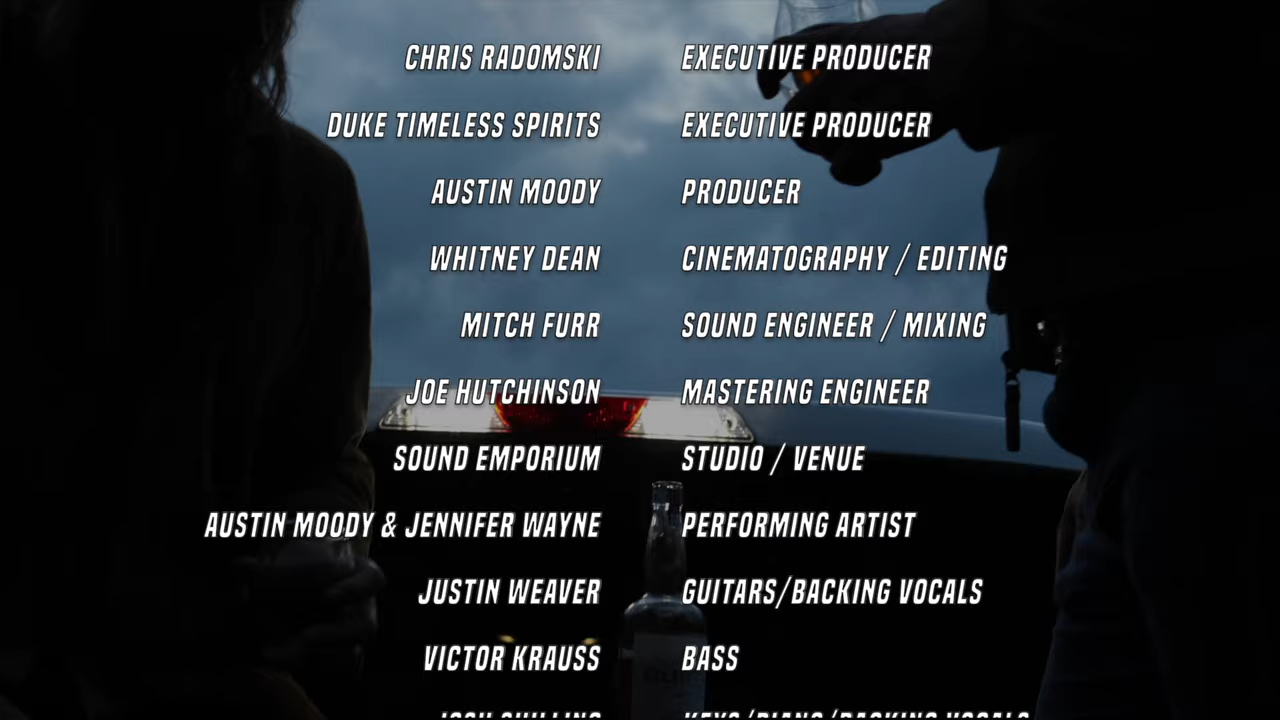 CHRIS RADOMSKI EXECUTIVE PRODUCER
DUKE TIMELESS SPIRITS EXECUTIVE PRODUCER
AUSTIN MOODY PRODUCER
WHITNEY DEAN CINEMATOGRAPHY / EDITING
MITCH FURR SOUND ENGINEER / MIXING
JOE HUTCHINSON MASTERING ENGINEER
SOUND EMPORIUM STUDIO / VENUE
AUSTIN MOODY & JENNIFER WAYNE PERFORMING ARTIST
JUSTIN WEAVER GUITARS/BACKING VOCALS
VICTOR KRAUSS BASS